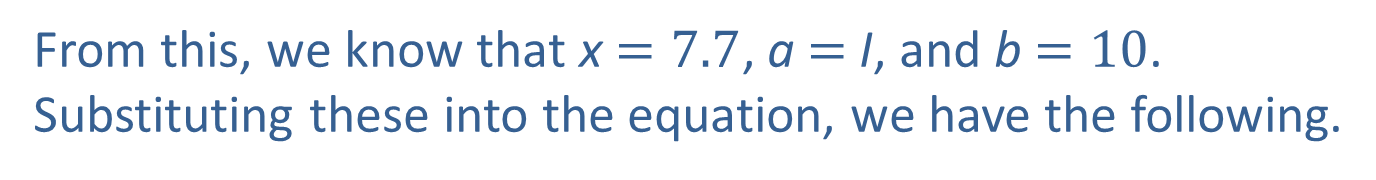 From this, we know that x = 7.7, a = I, and b = 10.
Substituting these into the equation, we have the following.